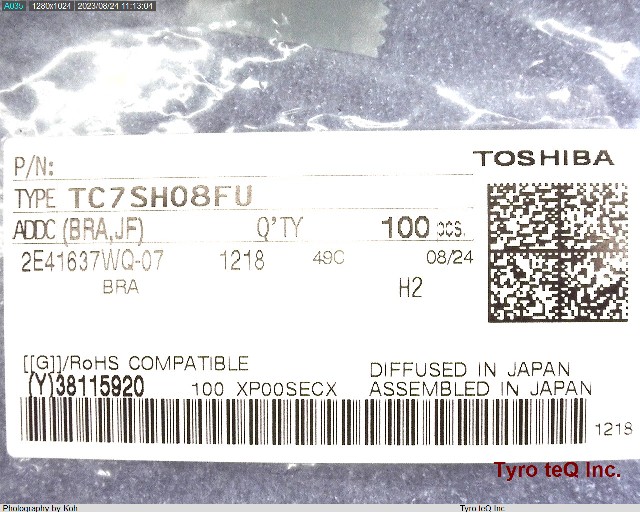 A035 1280x1024 2023/08/24 11:13:04
P/N:
TOSHIBA
TYPE TC7SH08FU
ADDC (BRA,JF) Q'TY 100 pcs.
2E41637WQ-07 1218 49C 08/24
BRA H2
[[G]]/RoHS COMPATIBLE DIFFUSED IN JAPAN
(Y)38115920 100 XP00SECX ASSEMBLED IN JAPAN
1218
Tyro teQ Inc.
Photography by Koh Tyro teQ Inc